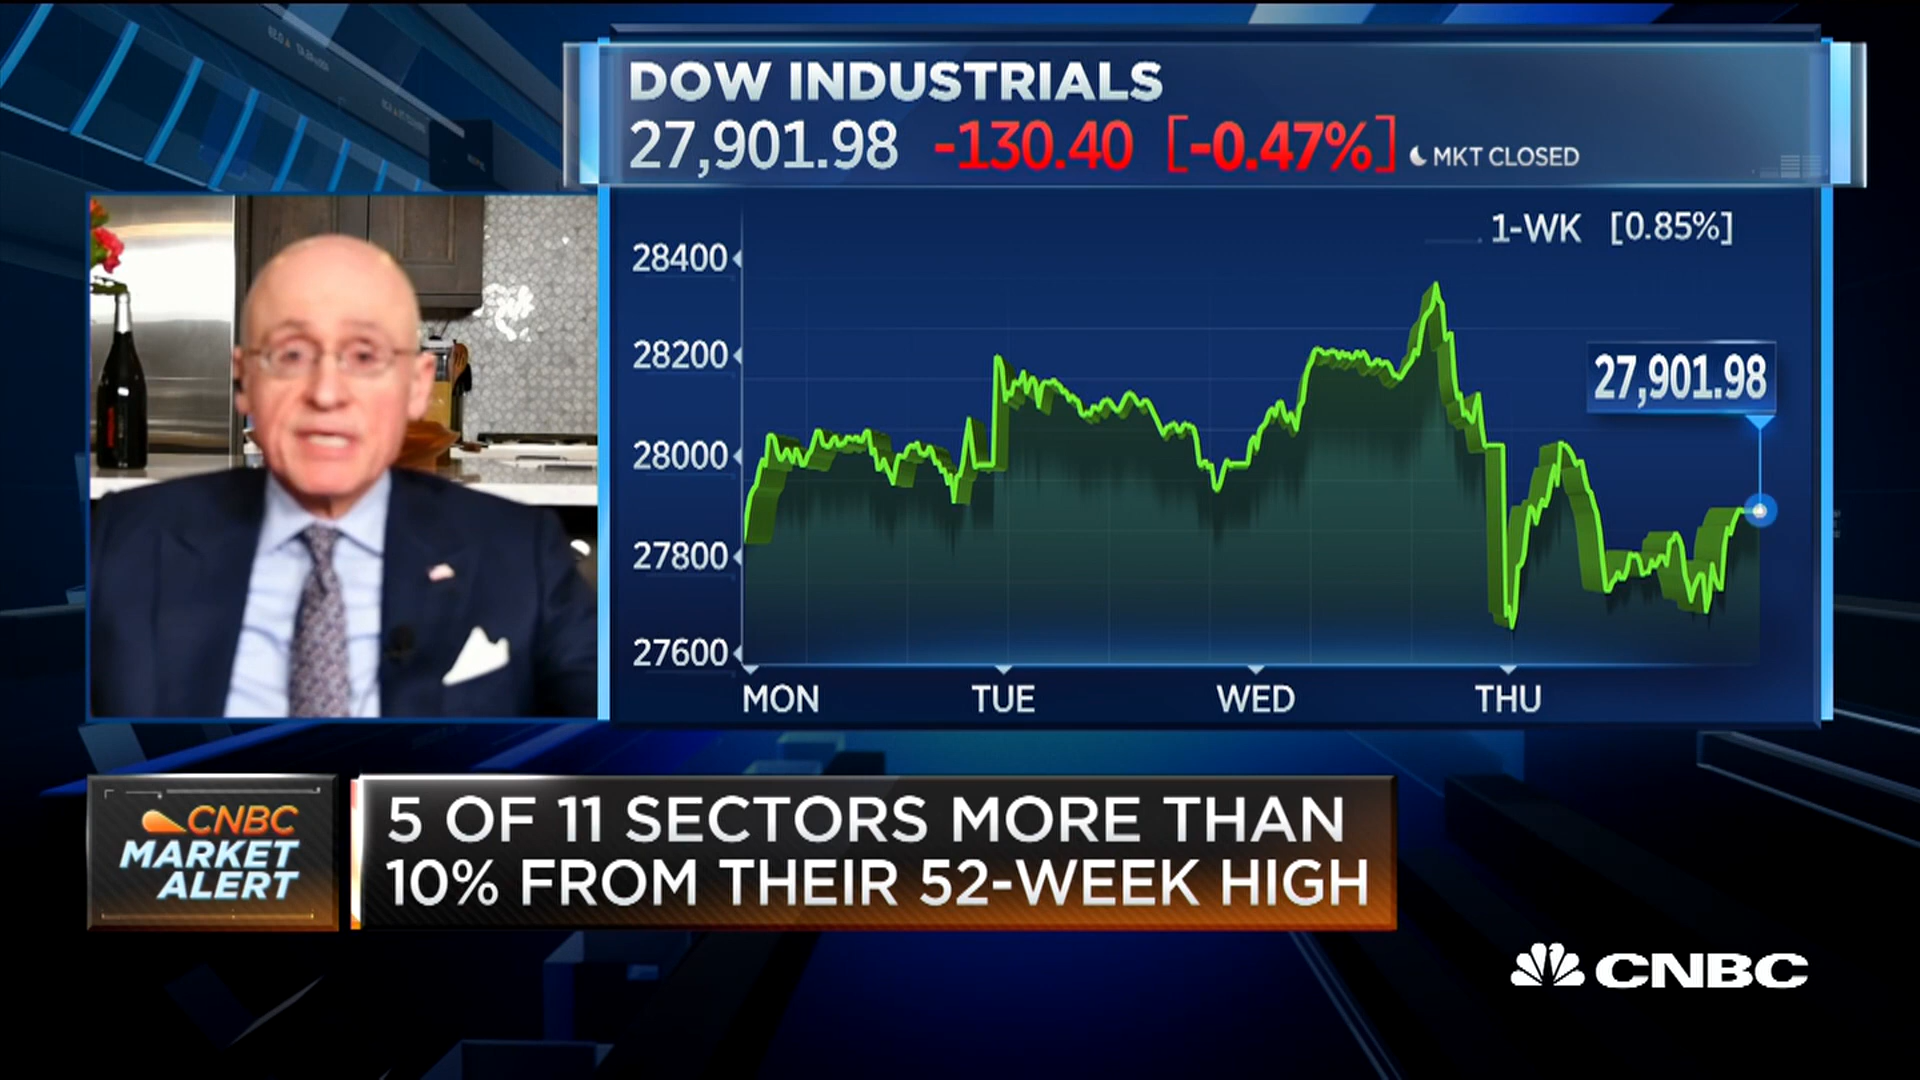 DOW INDUSTRIALS
27,901.98 -130.40 [-0.47%] MKT CLOSED
1-WK [0.85%]
28400
28200
28000
27800
27600
27,901.98
MON TUE WED THU
CNBC
MARKET
ALERT
5 OF 11 SECTORS MORE THAN
10% FROM THEIR 52-WEEK HIGH
CNBC